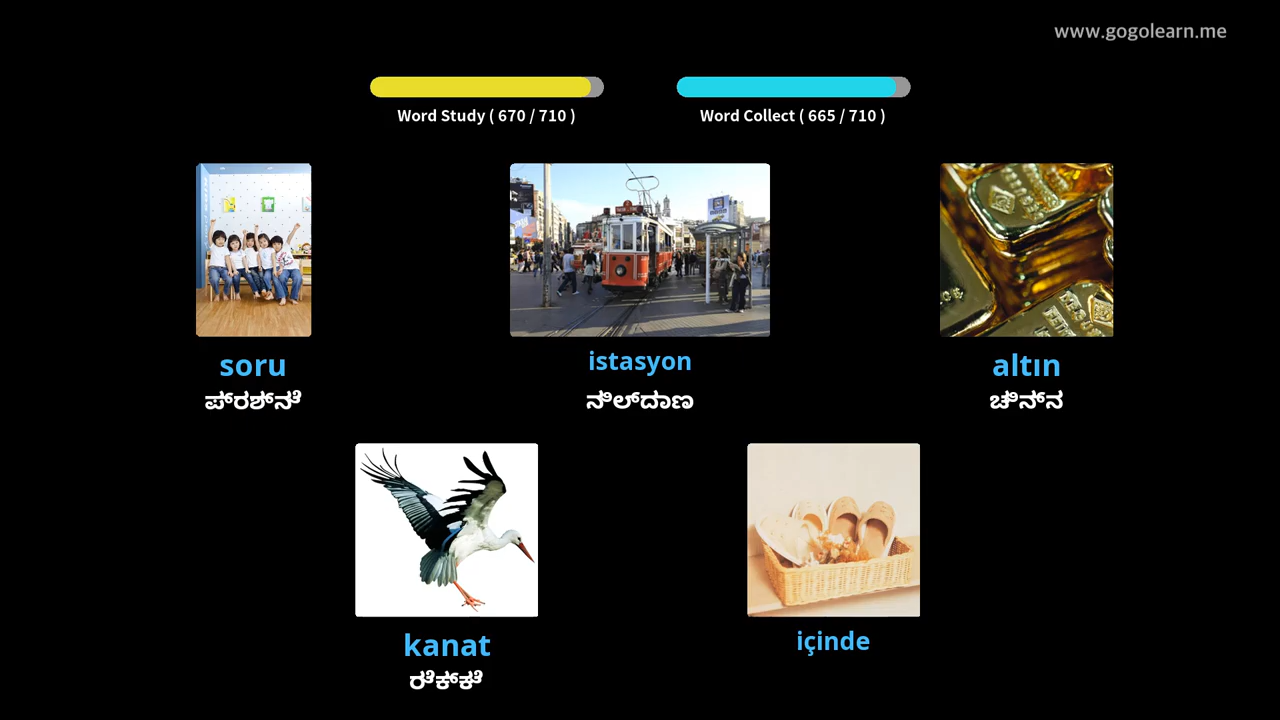 www.gogolearn.me
Word Study ( 670 / 710 )
Word Collect ( 665 / 710 )
soru
ಪ್ರಶ್ನೆ
istasyon
ನಿಲ್ದಾಣ
altın
ಚಿನ್ನ
kanat
ರೆಕ್ಕೆ
içinde